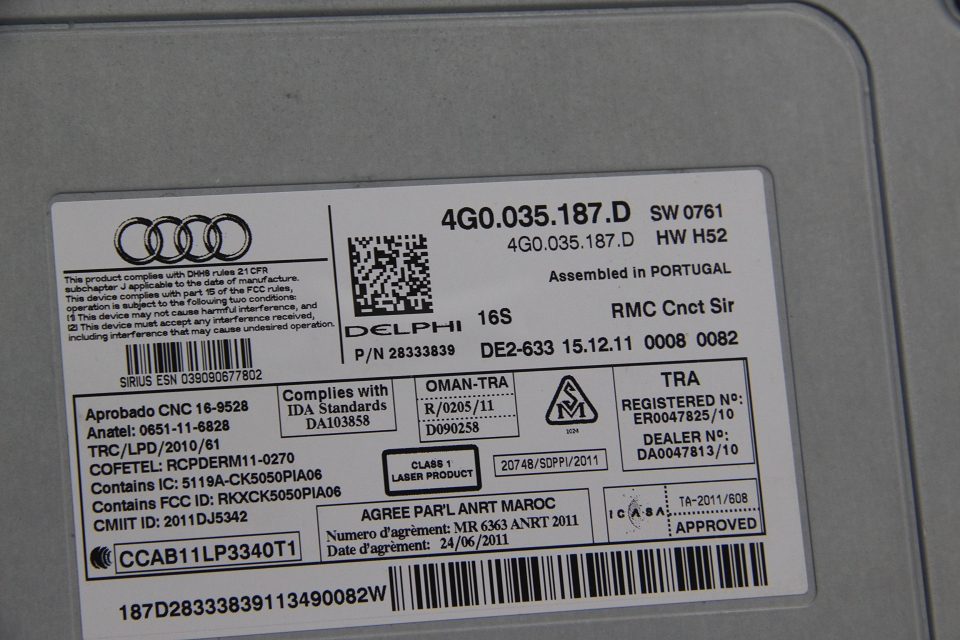 This product complies with DHHS rules 21 CFR
subchapter J applicable to the date of manufacture.
This device complies with part 15 of the FCC rules,
operation is subject to the following two conditions:
(1) This device may not cause harmful interference, and
(2) This device must accept any interference received,
including interference that may cause undesired operation.
SIRIUS ESN 039090677802
DELPHI
P/N 28333839
4G0.035.187.D SW 0761
4G0.035.187.D HW H52
Assembled in PORTUGAL
16S RMC Cnct Sir
DE2-633 15.12.11 0008 0082
Aprobado CNC 16-9528
Anatel: 0651-11-6828
TRC/LPD/2010/61
COFETEL: RCPDERM11-0270
Contains IC: 5119A-CK5050PIA06
Contains FCC ID: RKXCK5050PIA06
CMIIT ID: 2011DJ5342
CCAB11LP3340T1
Complies with
IDA Standards
DA103858
OMAN-TRA
R/0205/11
D090258
SM
1024
TRA
REGISTERED Nº:
ER0047825/10
DEALER Nº:
DA0047813/10
CLASS 1
LASER PRODUCT
20748/SDPPI/2011
AGREE PAR'L ANRT MAROC
Numero d'agrèment: MR 6363 ANRT 2011
Date d'agrèment: 24/06/2011
ICASA
TA-2011/608
APPROVED
187D28333839113490082W